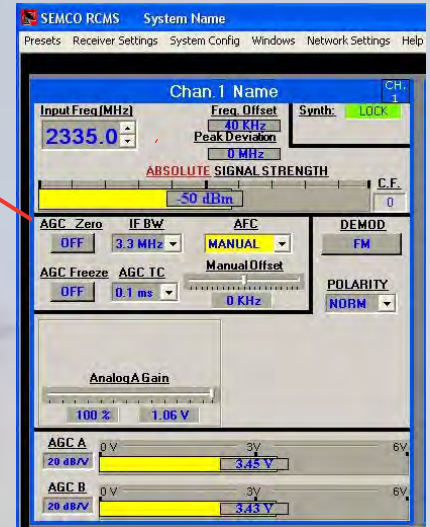 SEMCO RCMS System Name
Presets Receiver Settings System Config Windows Network Settings Help
Chan.1 Name
CH.
1
Input Freq(MHz)
2335.0
Freq. Offset
40 KHz
Peak Deviation
0 MHz
Synth: LOCK
ABSOLUTE SIGNAL STRENGTH
-50 dBm
C.F.
0
AGC Zero IF BW AFC
OFF 3.3 MHz MANUAL
AGC Freeze AGC TC Manual Offset
OFF 0.1 ms 0 KHz
DEMOD
FM
POLARITY
NORM
Analog A Gain
100 % 1.06 V
AGC A 0 V 3V 6V
20 dB/V 3.45 V
AGC B 0 V 3V 6V
20 dB/V 3.43 V